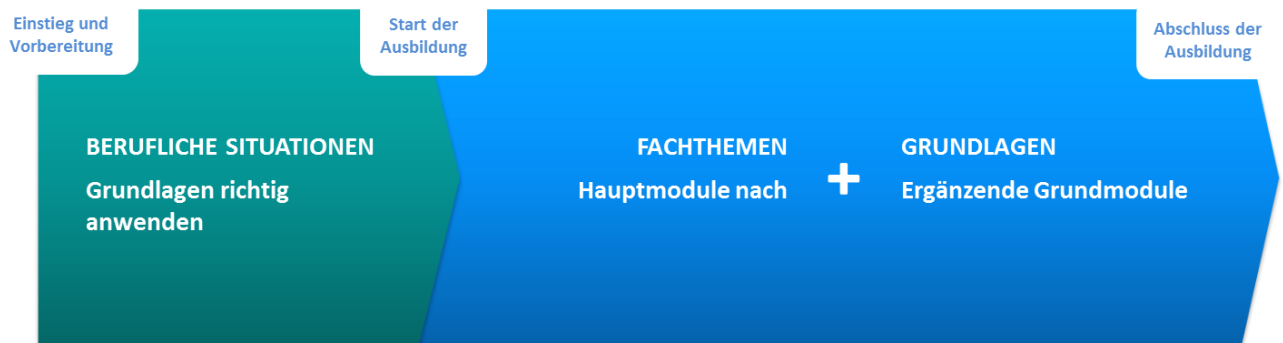 Einstieg und
Vorbereitung
Start der
Ausbildung
Abschluss der
Ausbildung
BERUFLICHE SITUATIONEN
Grundlagen richtig
anwenden
FACHTHEMEN
Hauptmodule nach
+
GRUNDLAGEN
Ergänzende Grundmodule